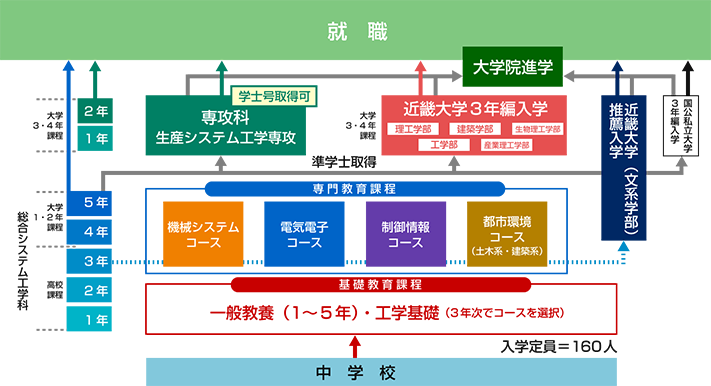 就 職
大学院進学
学士号取得可
専攻科
生産システム工学専攻
大学
3・4年
課程
近畿大学3年編入学
理工学部
建築学部
生物理工学部
工学部
産業理工学部
近畿大学（文系学部）
推薦入学
国公私立大学
3年編入学
大学
3・4年
課程
2年
1年
準学士取得
総合システム工学科
大学
1・2年
課程
5年
4年
高校
課程
3年
2年
1年
専門教育課程
機械システム
コース
電気電子
コース
制御情報
コース
都市環境
コース
（土木系・建築系）
基礎教育課程
一般教養（1～5年）・工学基礎（3年次でコースを選択）
入学定員＝160人
中 学 校